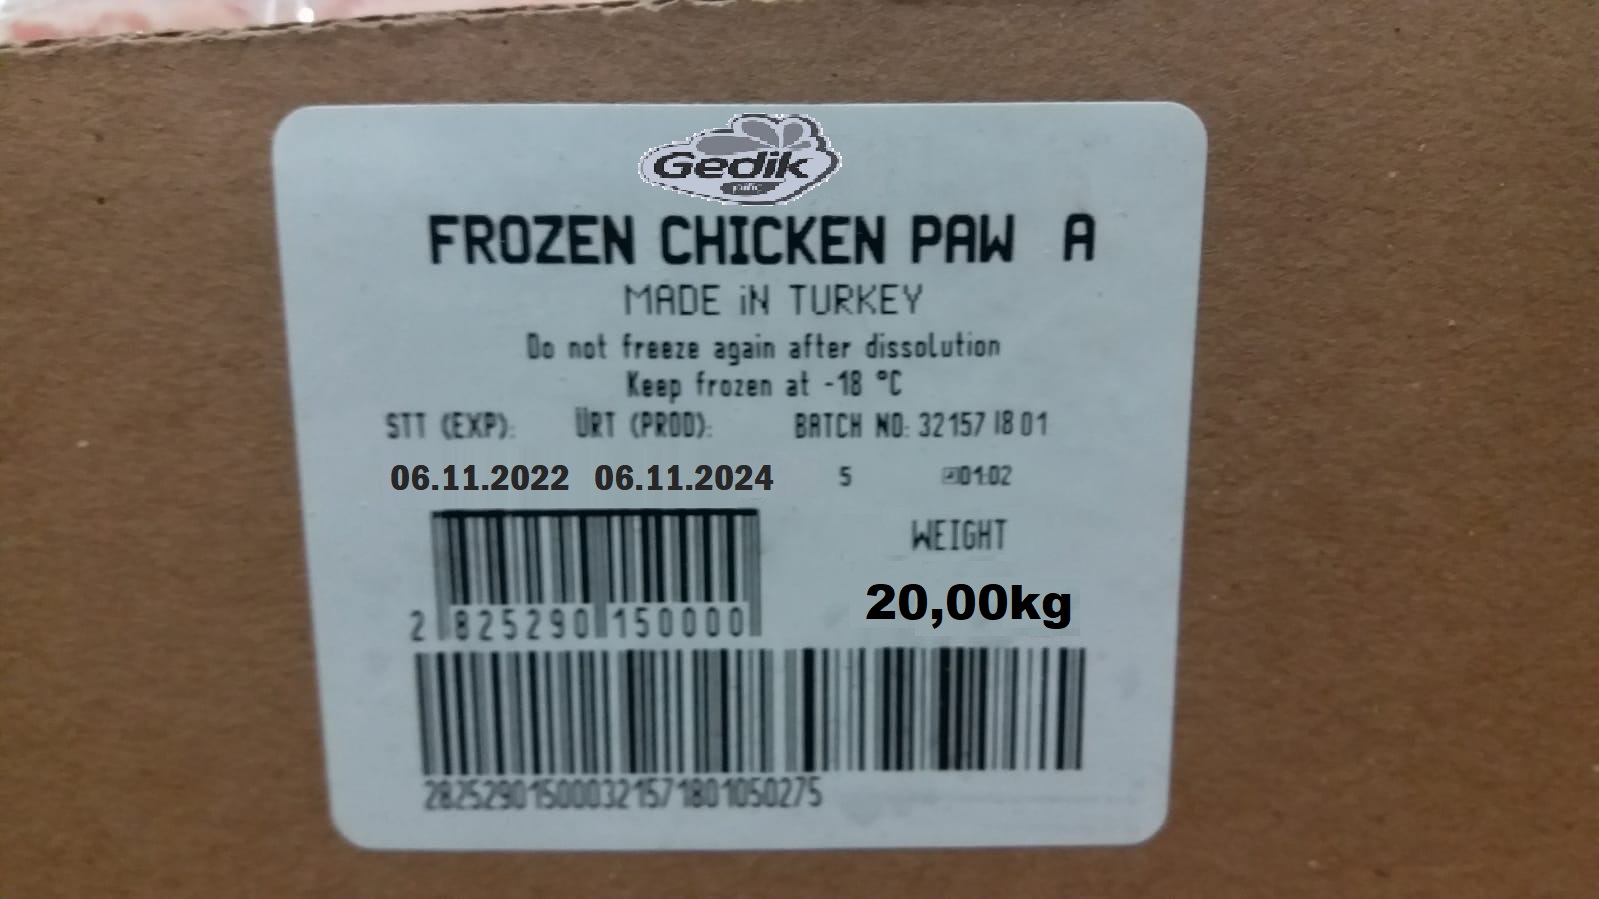 Gedik
piliç
FROZEN CHICKEN PAW A
MADE iN TURKEY
Do not freeze again after dissolution
Keep frozen at -18 °C
STT (EXP): ÜRT (PROD): BATCH NO: 32157 18 01
06.11.2022 06.11.2024 5 01:02
WEIGHT
20,00kg
2 825290 150000
282529015000321571801050275